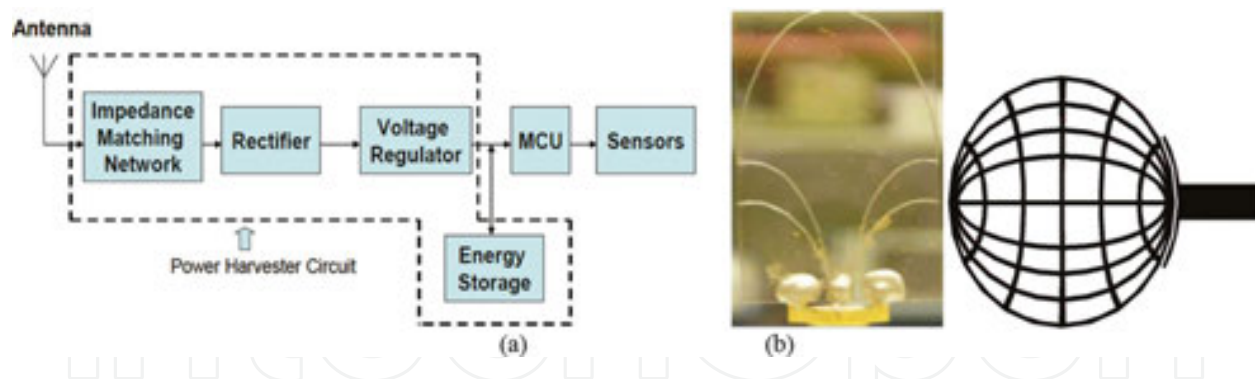 Antenna
Impedance
Matching
Network
Rectifier
Voltage
Regulator
MCU
Sensors
Power Harvester Circuit
Energy
Storage
(a)
(b)